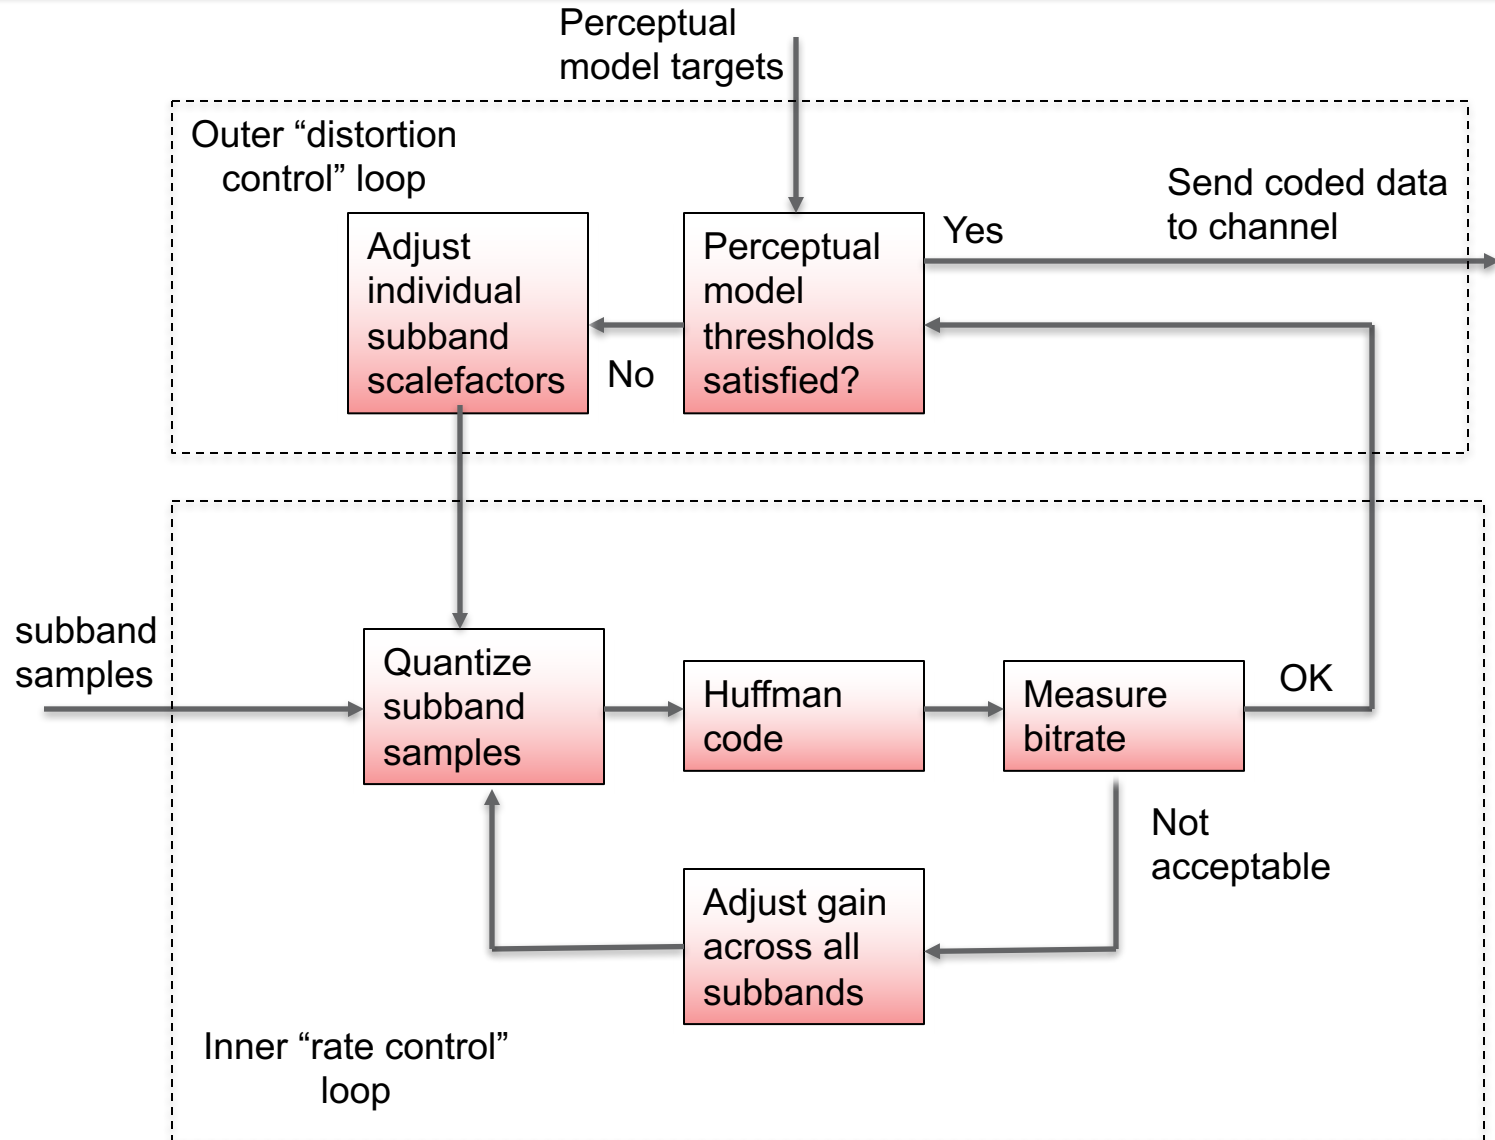 Perceptual
model targets
Outer “distortion
control” loop
Send coded data
to channel
Adjust
individual
subband
scalefactors
No
Perceptual
model
thresholds
satisfied?
Yes
subband
samples
Quantize
subband
samples
Huffman
code
Measure
bitrate
OK
Not
acceptable
Adjust gain
across all
subbands
Inner “rate control”
loop